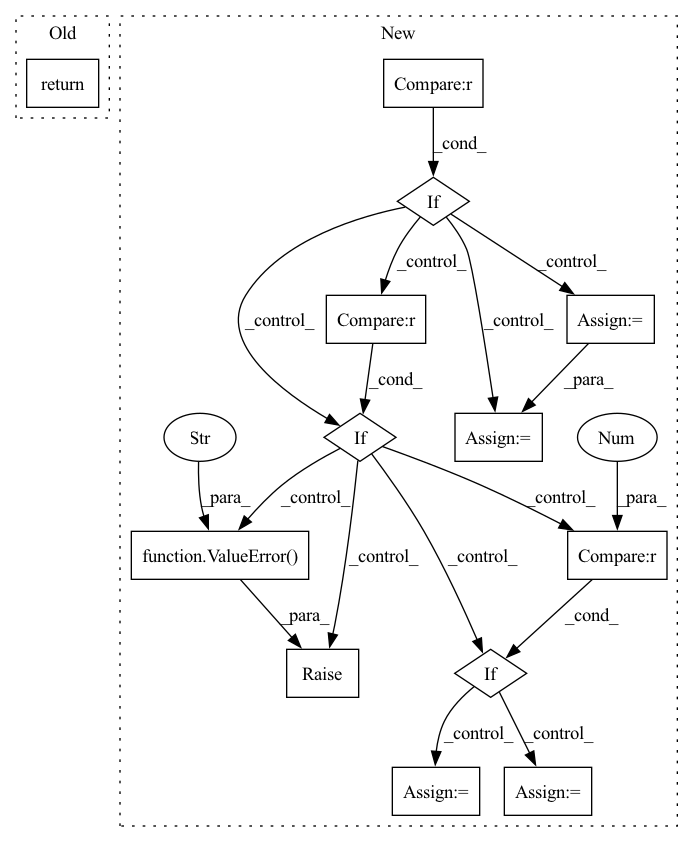 Old
New
return
Compare:r
_cond_
If
_control_
_control_
_control_
_control_
Compare:r
Assign:=
_cond_
_para_
Str
If
Assign:=
Num
_para_
_control_
_control_
_control_
_control_
_para_
function.ValueError()
Compare:r
_para_
_cond_
Raise
If
_control_
_control_
Assign:=
Assign:=